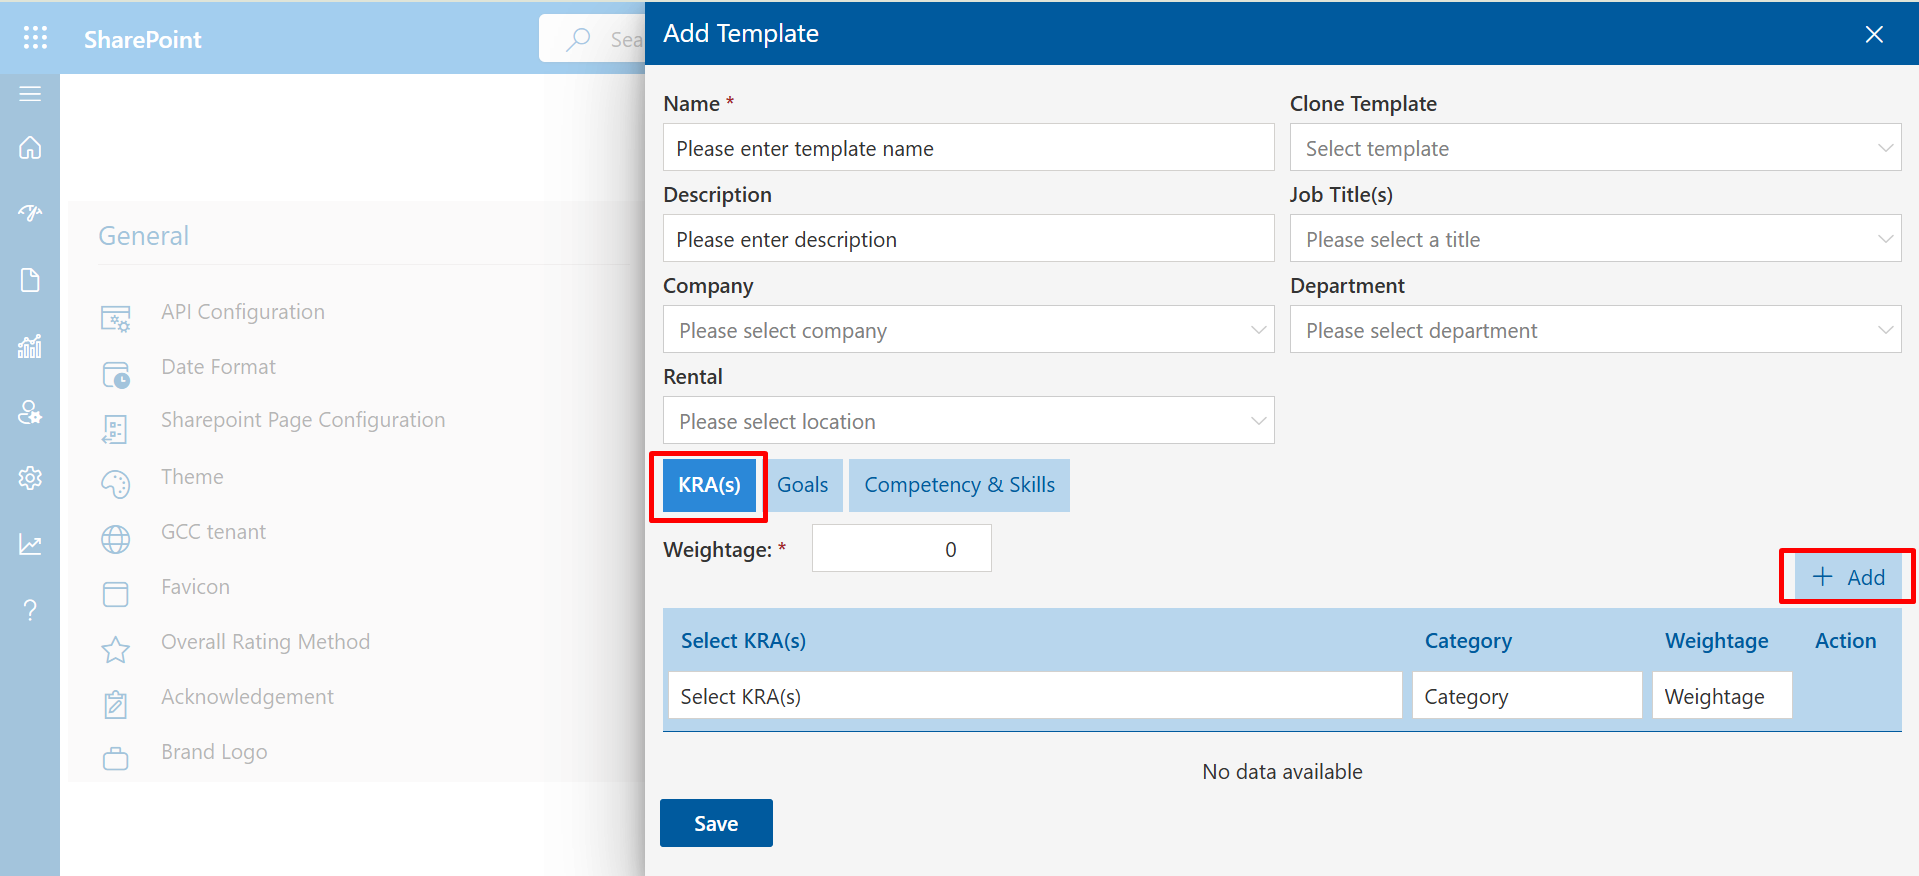 SharePoint
Sea
Add Template
Name *
Clone Template
Please enter template name
Select template
Description
Job Title(s)
Please enter description
Please select a title
Company
Department
Please select company
Please select department
Rental
Please select location
KRA(s)
Goals
Competency & Skills
Weightage: *
0
Add
Select KRA(s)
Category
Weightage
Action
Select KRA(s)
Category
Weightage
No data available
Save
General
API Configuration
Date Format
Sharepoint Page Configuration
Theme
GCC tenant
Favicon
Overall Rating Method
Acknowledgement
Brand Logo